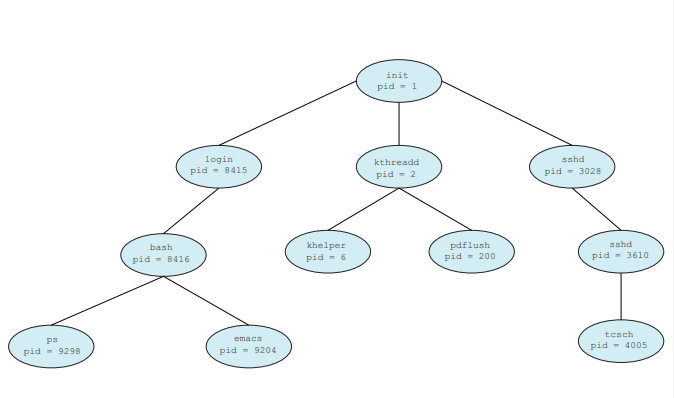 init
pid = 1
login
pid = 8415
kthreadd
pid = 2
sshd
pid = 3028
bash
pid = 8416
khelper
pid = 6
pdflush
pid = 200
sshd
pid = 3610
ps
pid = 9298
emacs
pid = 9204
tcsch
pid = 4005